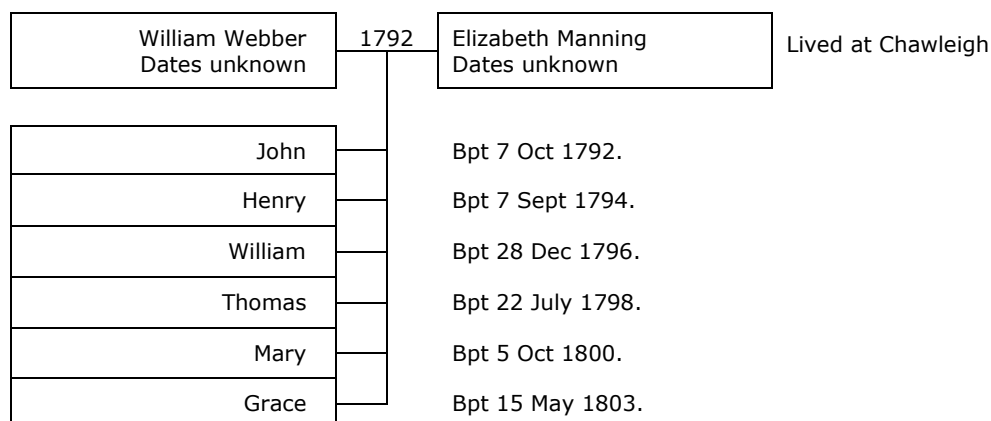 William Webber
Dates unknown
1792
Elizabeth Manning
Dates unknown
Lived at Chawleigh
John
Bpt 7 Oct 1792.
Henry
Bpt 7 Sept 1794.
William
Bpt 28 Dec 1796.
Thomas
Bpt 22 July 1798.
Mary
Bpt 5 Oct 1800.
Grace
Bpt 15 May 1803.